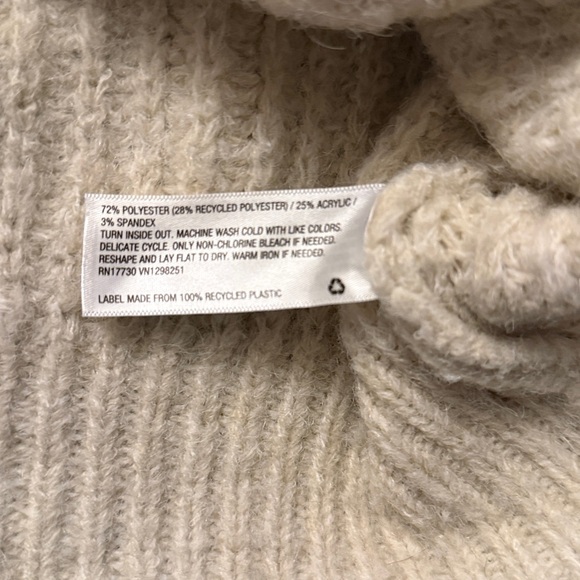 72% POLYESTER (28% RECYCLED POLYESTER) / 25% ACRYLIC /
3% SPANDEX
TURN INSIDE OUT. MACHINE WASH COLD WITH LIKE COLORS.
DELICATE CYCLE. ONLY NON-CHLORINE BLEACH IF NEEDED.
RESHAPE AND LAY FLAT TO DRY. WARM IRON IF NEEDED.
RN17730 VN1298251
LABEL MADE FROM 100% RECYCLED PLASTIC